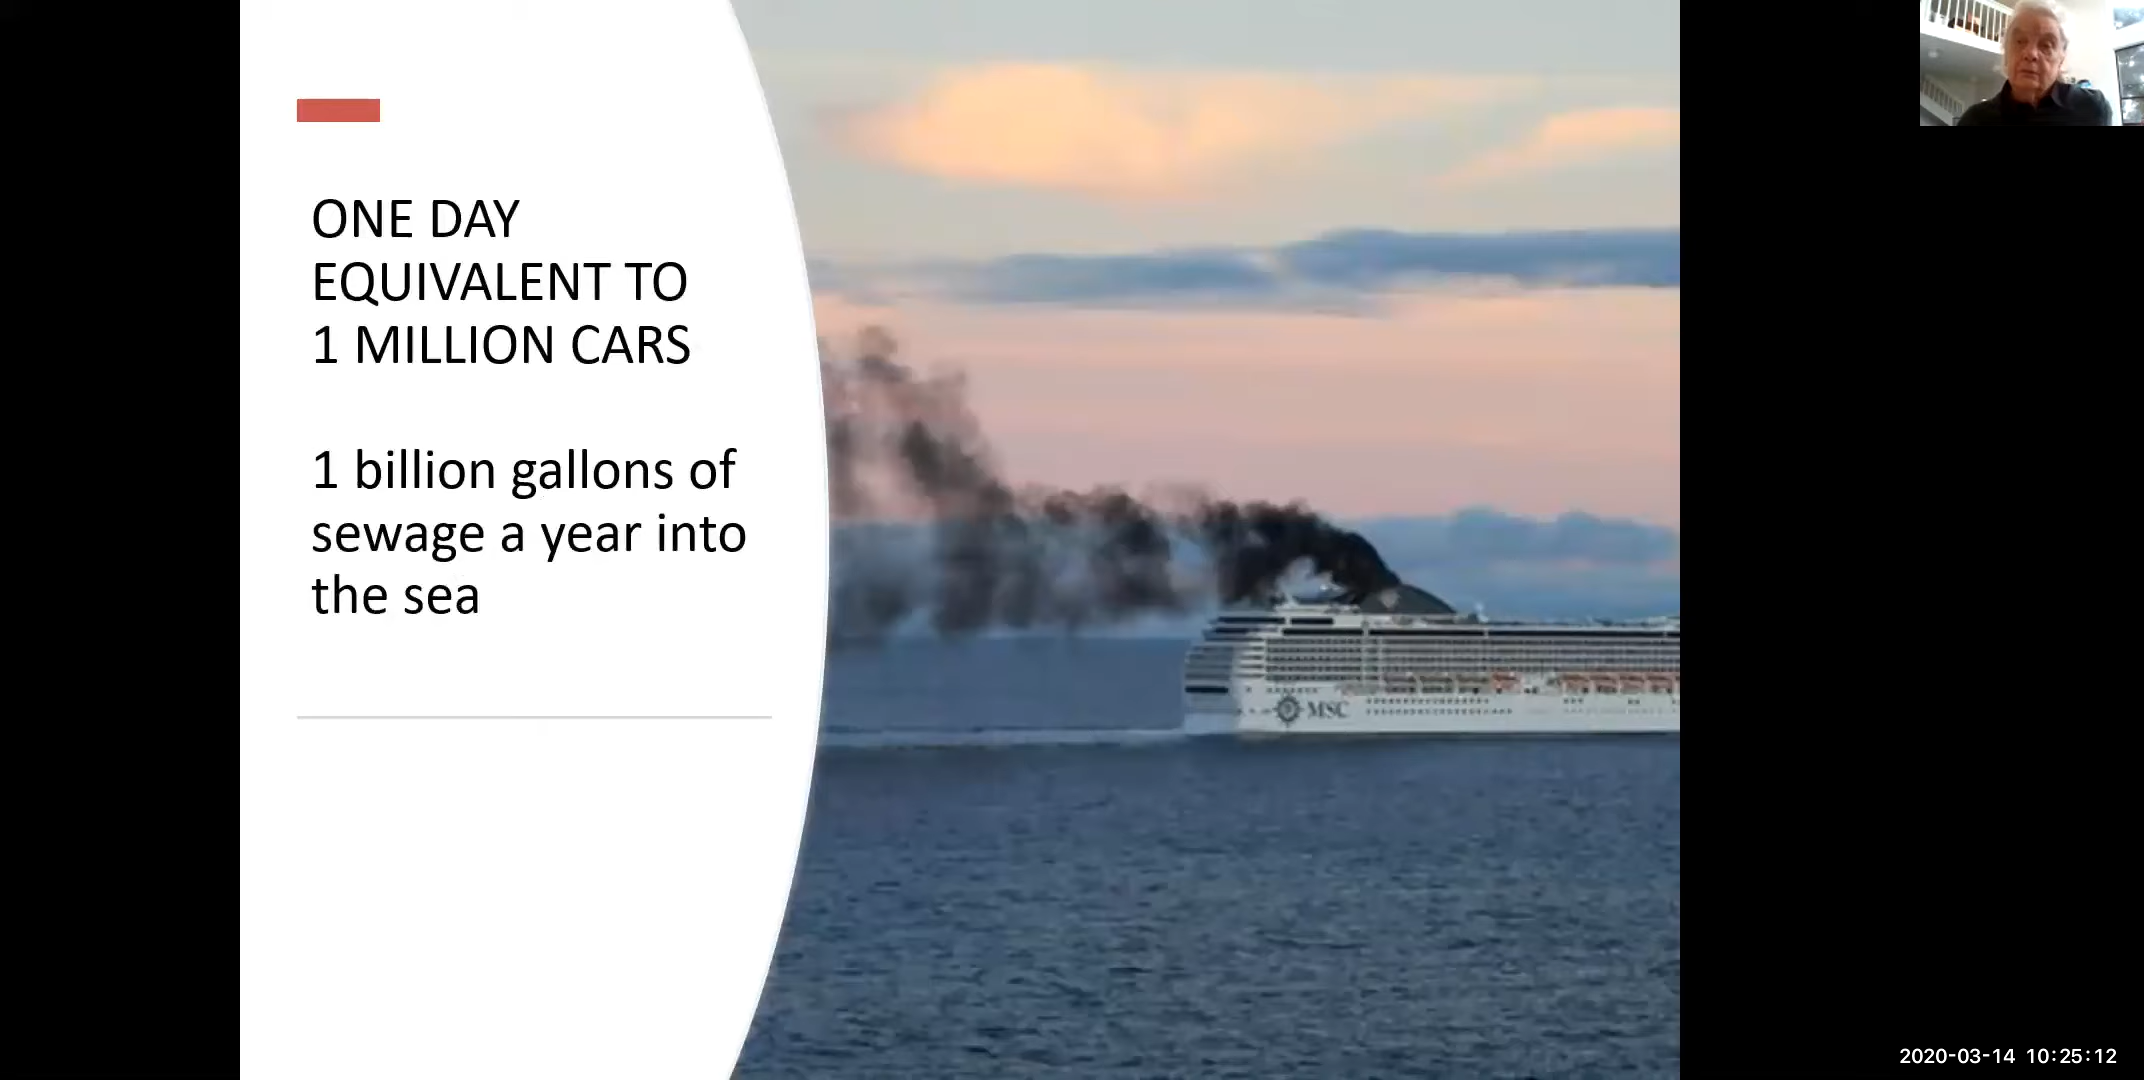 ONE DAY
EQUIVALENT TO
1 MILLION CARS
1 billion gallons of
sewage a year into
the sea
MSC
2020-03-14 10:25:12